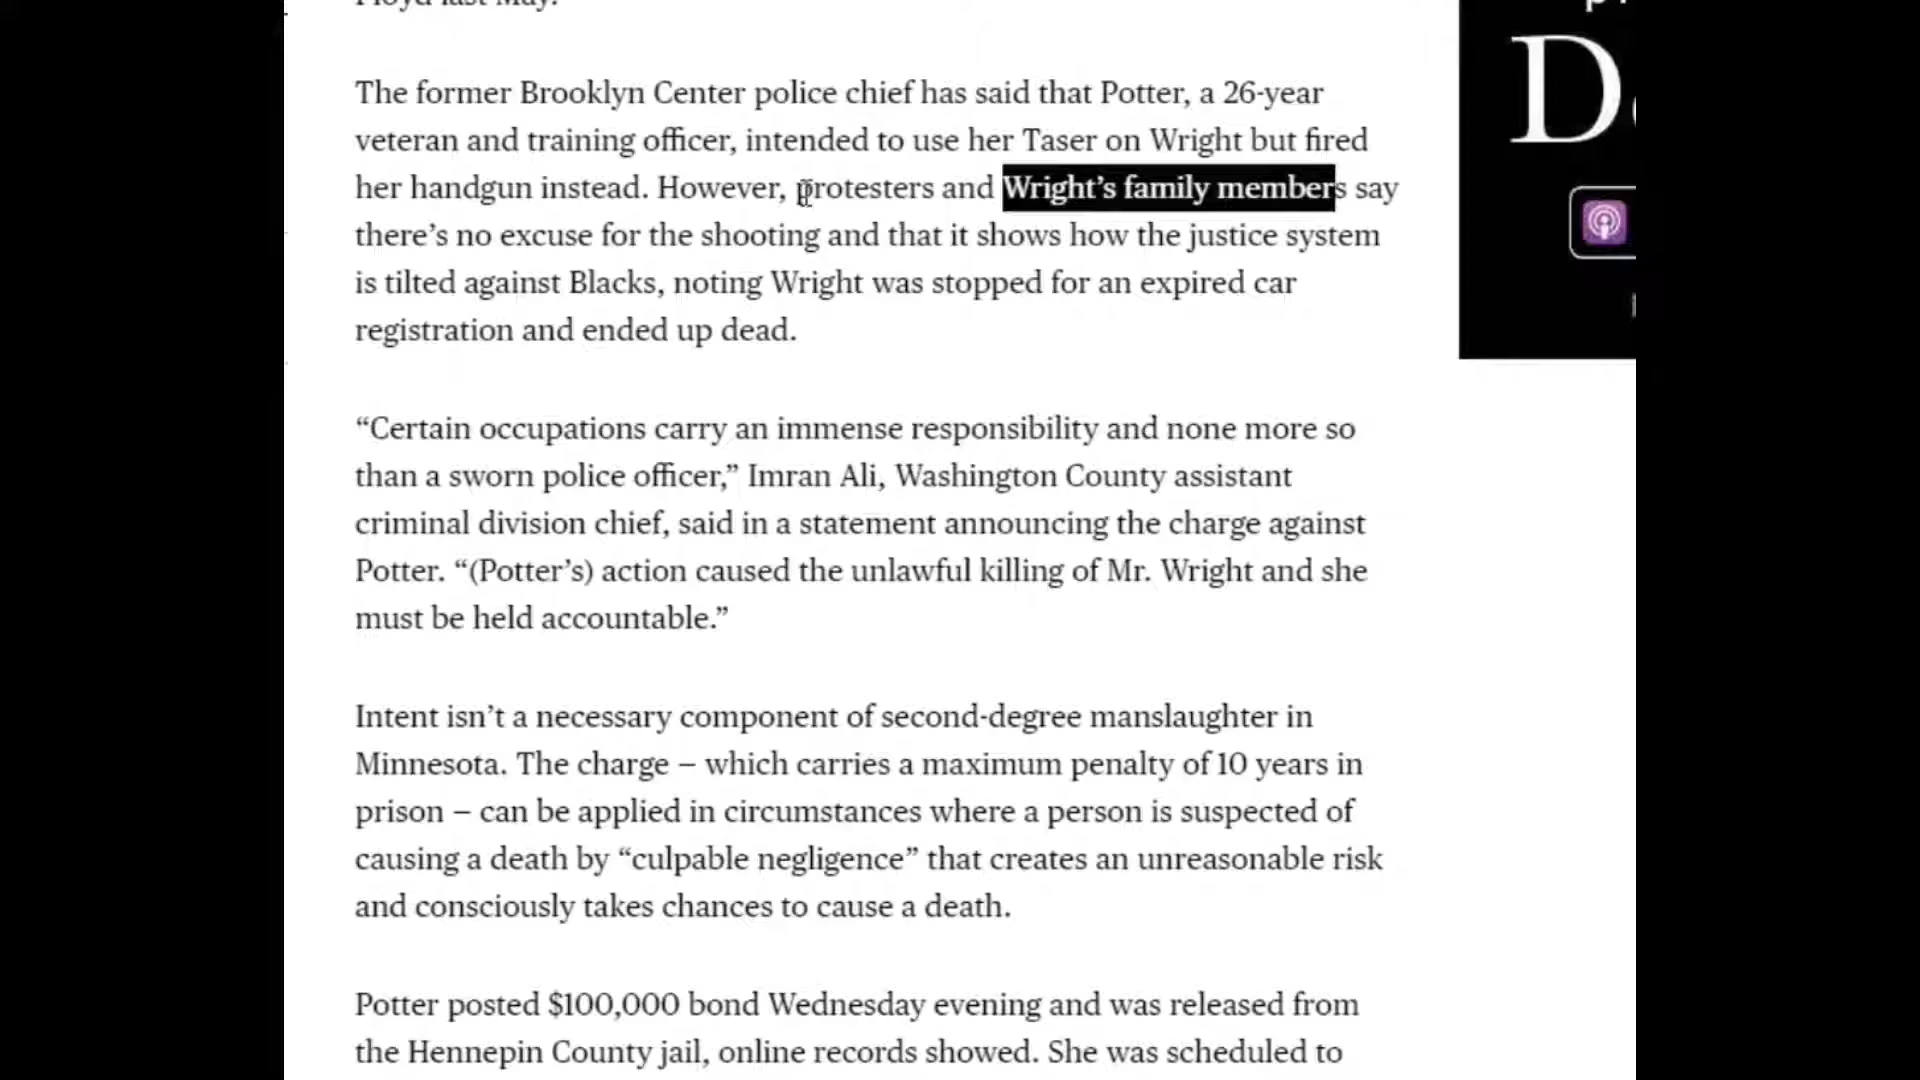 Floyd last May.
The former Brooklyn Center police chief has said that Potter, a 26-year
veteran and training officer, intended to use her Taser on Wright but fired
her handgun instead. However, protesters and Wright’s family members say
there’s no excuse for the shooting and that it shows how the justice system
is tilted against Blacks, noting Wright was stopped for an expired car
registration and ended up dead.
“Certain occupations carry an immense responsibility and none more so
than a sworn police officer,” Imran Ali, Washington County assistant
criminal division chief, said in a statement announcing the charge against
Potter. “(Potter’s) action caused the unlawful killing of Mr. Wright and she
must be held accountable.”
Intent isn’t a necessary component of second-degree manslaughter in
Minnesota. The charge – which carries a maximum penalty of 10 years in
prison – can be applied in circumstances where a person is suspected of
causing a death by “culpable negligence” that creates an unreasonable risk
and consciously takes chances to cause a death.
Potter posted $100,000 bond Wednesday evening and was released from
the Hennepin County jail, online records showed. She was scheduled to